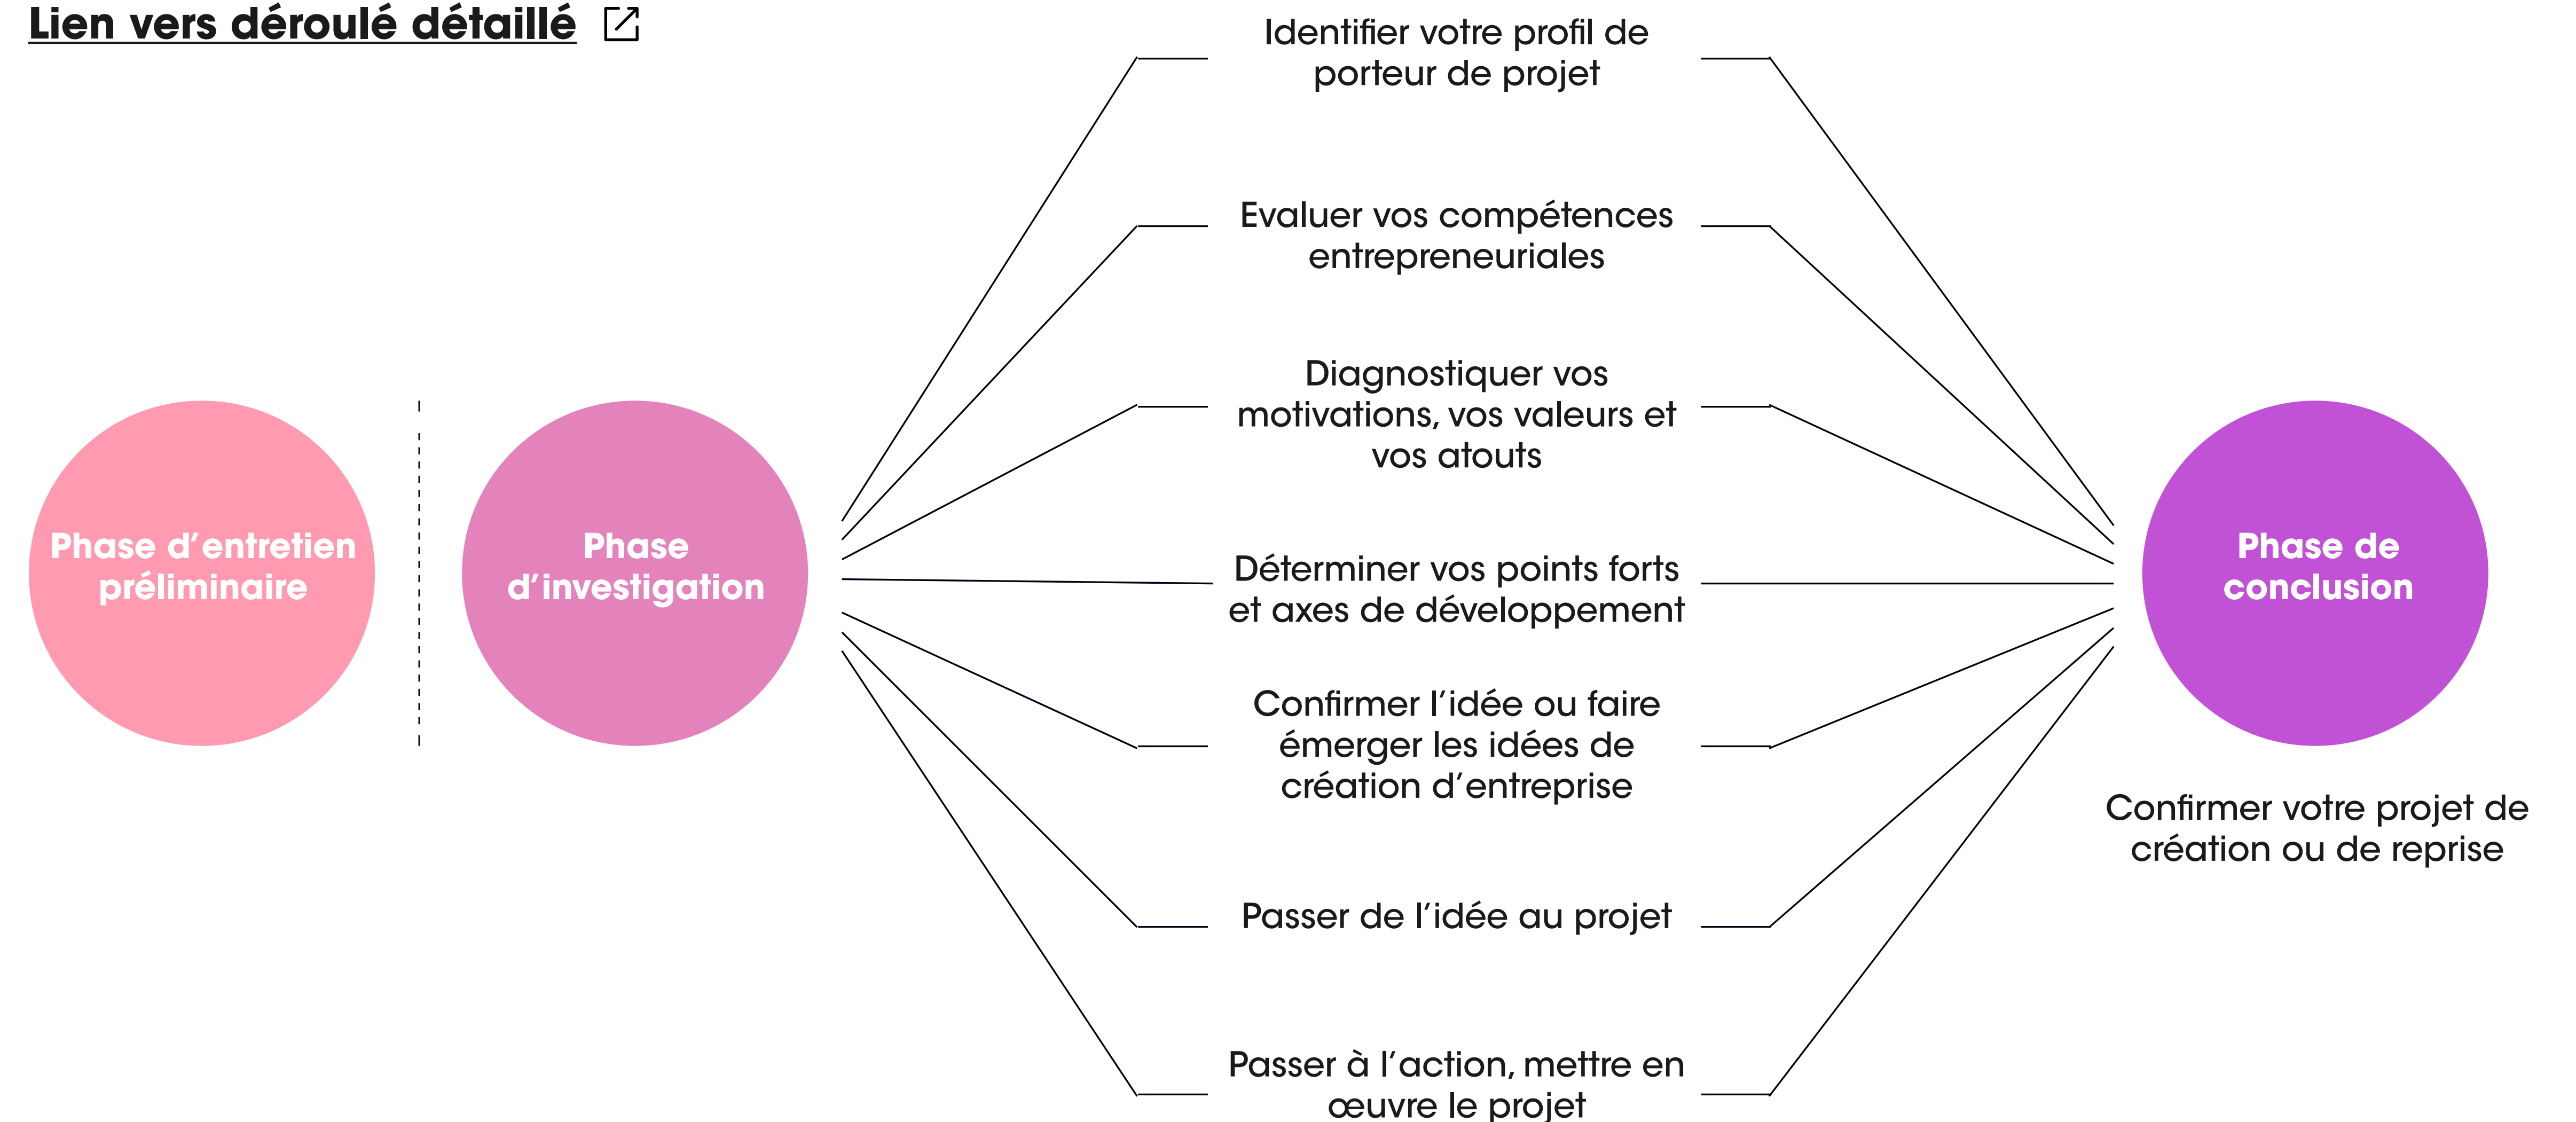 Lien vers déroulé détaillé
Phase d’entretien
préliminaire
Phase
d’investigation
Identifier votre profil de
porteur de projet
Evaluer vos compétences
entrepreneuriales
Diagnostiquer vos
motivations, vos valeurs et
vos atouts
Déterminer vos points forts
et axes de développement
Confirmer l’idée ou faire
émerger les idées de
création d’entreprise
Passer de l’idée au projet
Passer à l’action, mettre en
œuvre le projet
Phase de
conclusion
Confirmer votre projet de
création ou de reprise